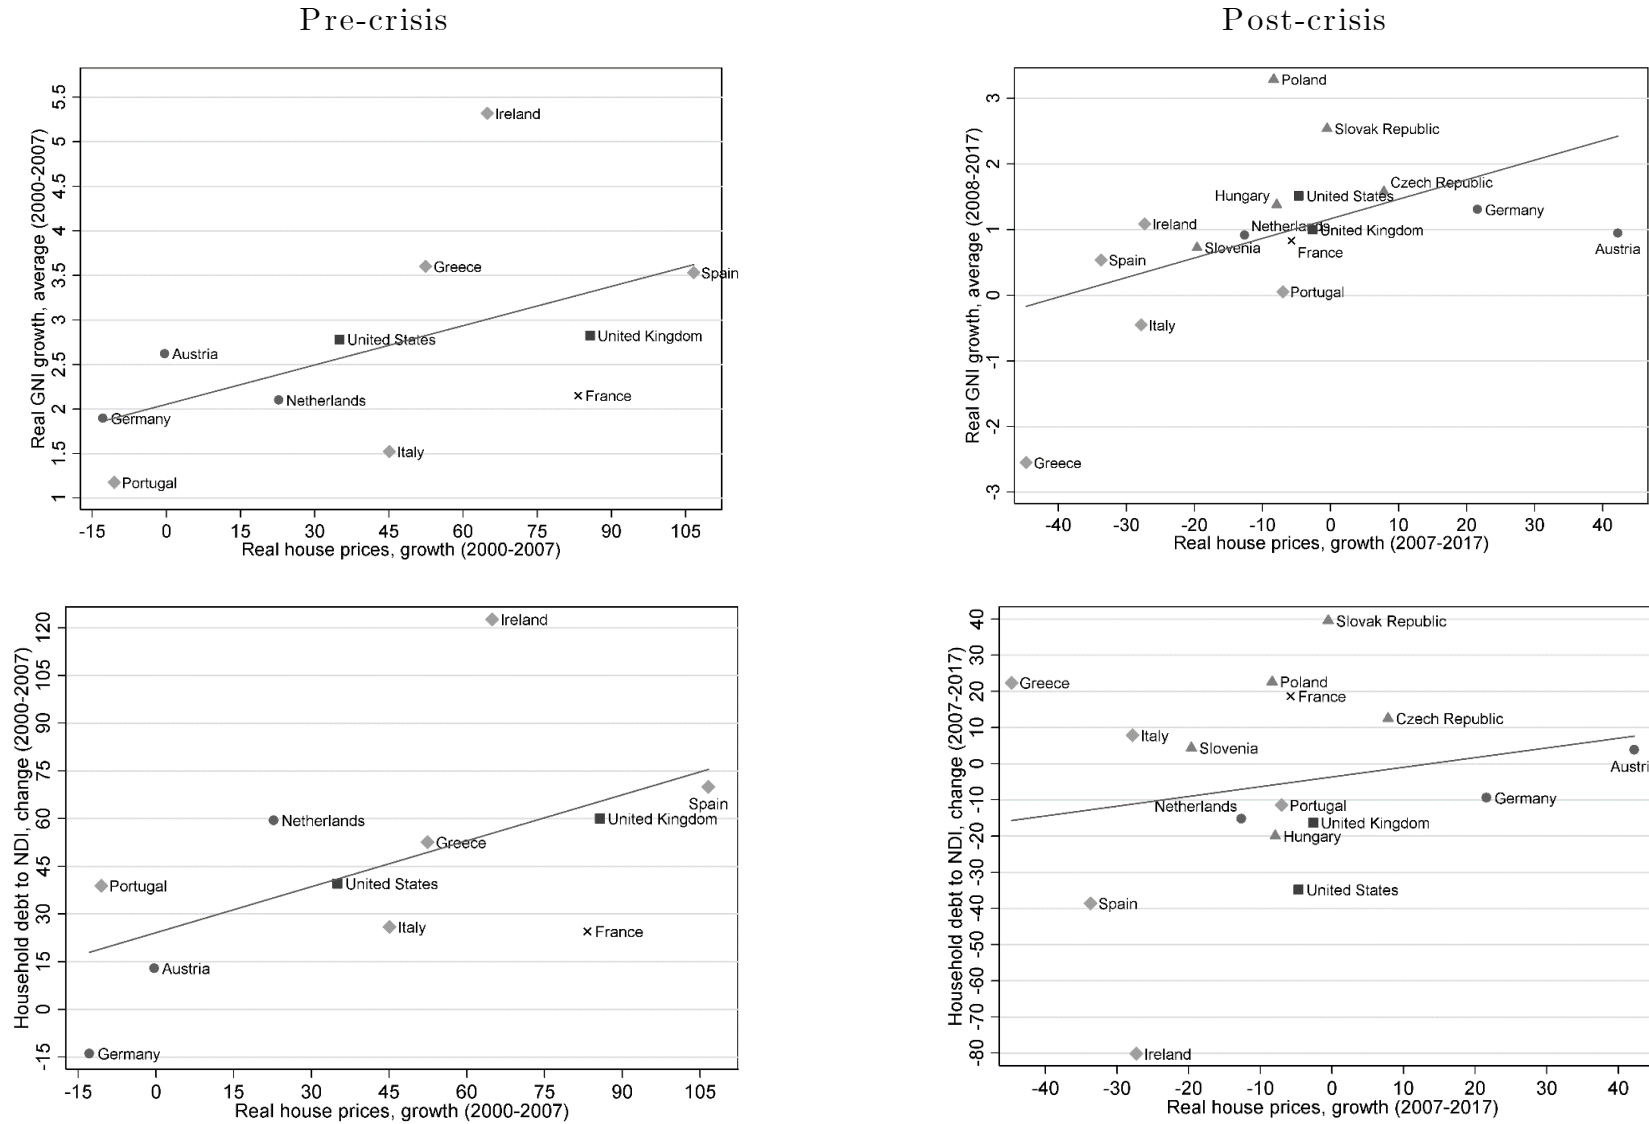 Pre-crisis
Post-crisis
Real GNI growth, average (2000-2007)
5.5
5
4.5
4
3.5
3
2.5
2
1.5
1
Ireland
Greece
Spain
United States
United Kingdom
Austria
Netherlands
France
Germany
Italy
Portugal
-15 0 15 30 45 60 75 90 105
Real house prices, growth (2000-2007)
Real GNI growth, average (2008-2017)
3
2
1
0
-1
-2
-3
Poland
Slovak Republic
Czech Republic
Hungary
United States
Germany
Ireland
Netherlands
United Kingdom
Austria
Slovenia
France
Spain
Portugal
Italy
Greece
-40 -30 -20 -10 0 10 20 30 40
Real house prices, growth (2007-2017)
Household debt to NDI, change (2000-2007)
120
105
90
75
60
45
30
15
0
-15
Ireland
Spain
Netherlands
United Kingdom
Greece
Portugal
United States
Italy
France
Austria
Germany
-15 0 15 30 45 60 75 90 105
Real house prices, growth (2000-2007)
Household debt to NDI, change (2007-2017)
40
30
20
10
0
-10
-20
-30
-40
-50
-60
-70
-80
Slovak Republic
Greece
Poland
France
Czech Republic
Italy
Slovenia
Austri
Germany
Netherlands
Portugal
United Kingdom
Hungary
United States
Spain
Ireland
-40 -30 -20 -10 0 10 20 30 40
Real house prices, growth (2007-2017)